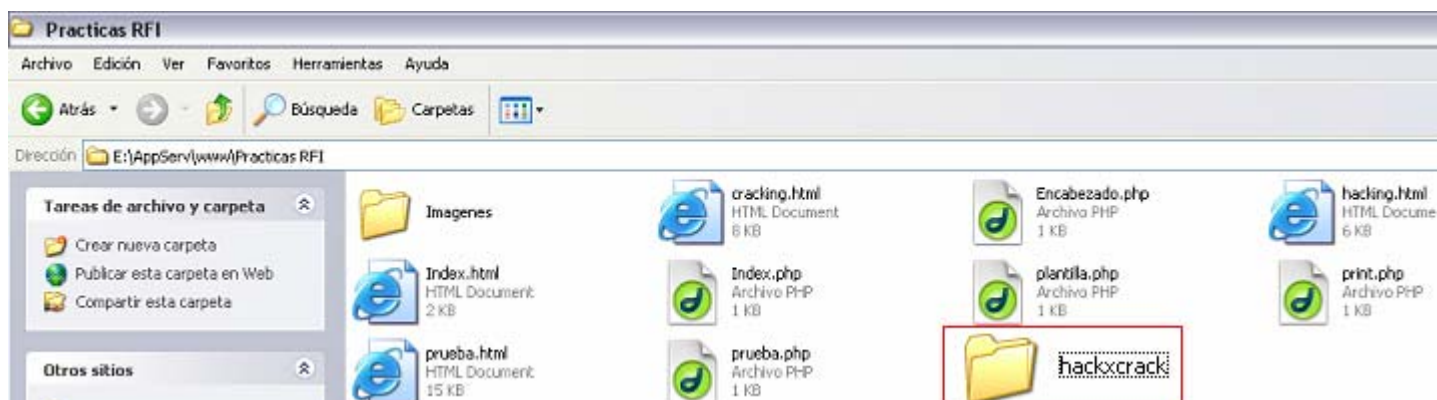 Practicas RFI
Archivo Edición Ver Favoritos Herramientas Ayuda
Atrás Búsqueda Carpetas
Dirección E:\AppServ\www\Practicas RFI
Tareas de archivo y carpeta
Crear nueva carpeta
Publicar esta carpeta en Web
Compartir esta carpeta
Otros sitios
Imagenes
cracking.html
HTML Document
8 KB
Encabezado.php
Archivo PHP
1 KB
hacking.html
HTML Docume
6 KB
Index.html
HTML Document
2 KB
Index.php
Archivo PHP
1 KB
plantilla.php
Archivo PHP
1 KB
print.php
Archivo PHP
1 KB
prueba.html
HTML Document
15 KB
prueba.php
Archivo PHP
1 KB
hackxcrack